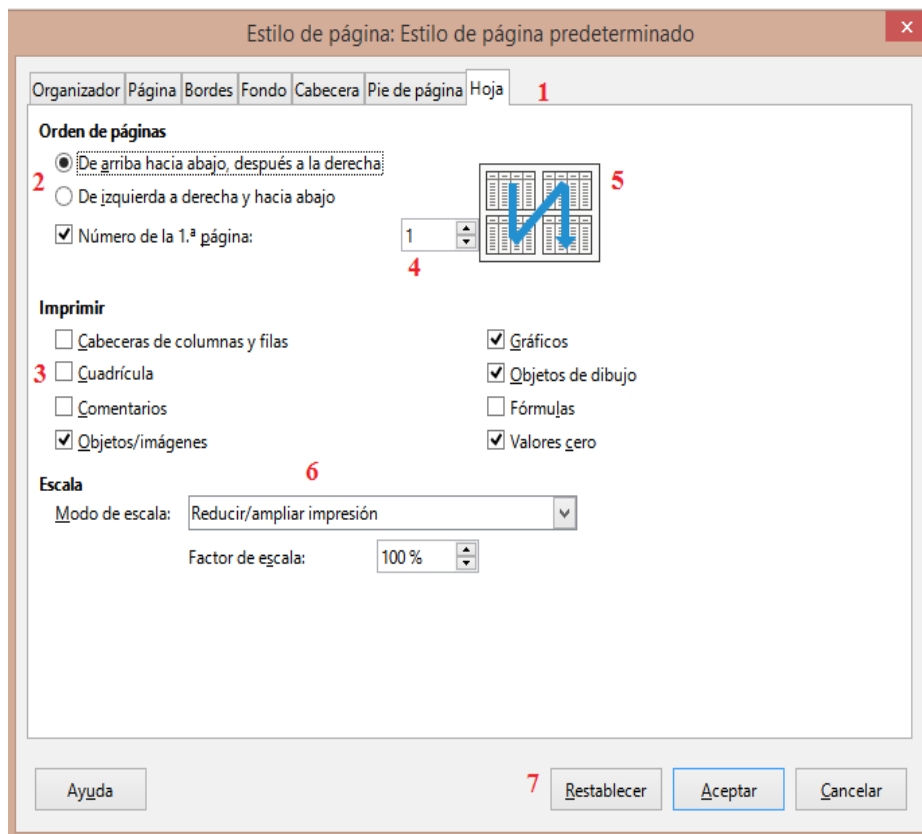 Estilo de página: Estilo de página predeterminado
x
Organizador Página Bordes Fondo Cabecera Pie de página Hoja 1
Orden de páginas
De arriba hacia abajo, después a la derecha
2
5
De izquierda a derecha y hacia abajo
Número de la 1.ª página: 1
4
Imprimir
Cabeceras de columnas y filas Gráficos
3 Cuadrícula Objetos de dibujo
Comentarios Fórmulas
Objetos/imágenes Valores cero
6
Escala
Modo de escala: Reducir/ampliar impresión
Factor de escala: 100 %
7
Ayuda Restablecer Aceptar Cancelar